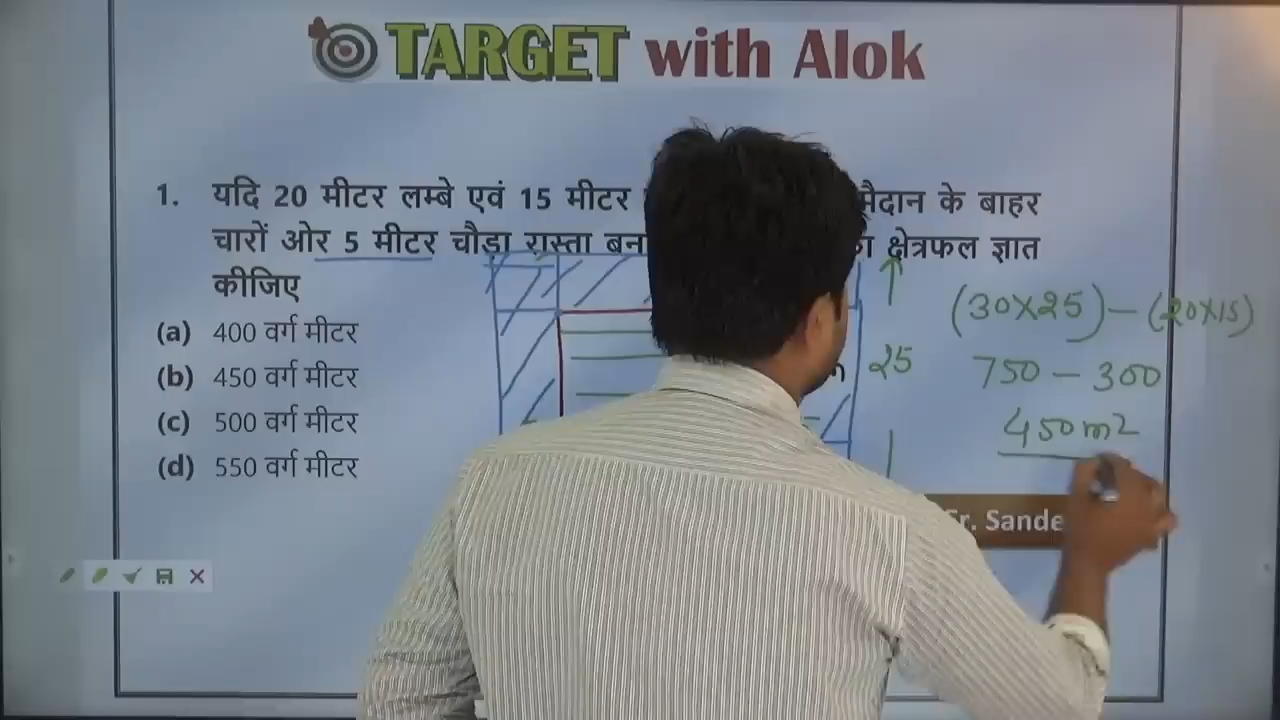 TARGET with Alok
1. यदि 20 मीटर लम्बे एवं 15 मीटर मैदान के बाहर
चारों ओर 5 मीटर चौड़ा रास्ता क्षेत्रफल ज्ञात
कीजिए
(a) 400 वर्ग मीटर
(b) 450 वर्ग मीटर
(c) 500 वर्ग मीटर
(d) 550 वर्ग मीटर
25
(30×25)-(20×15)
750-300
450m2